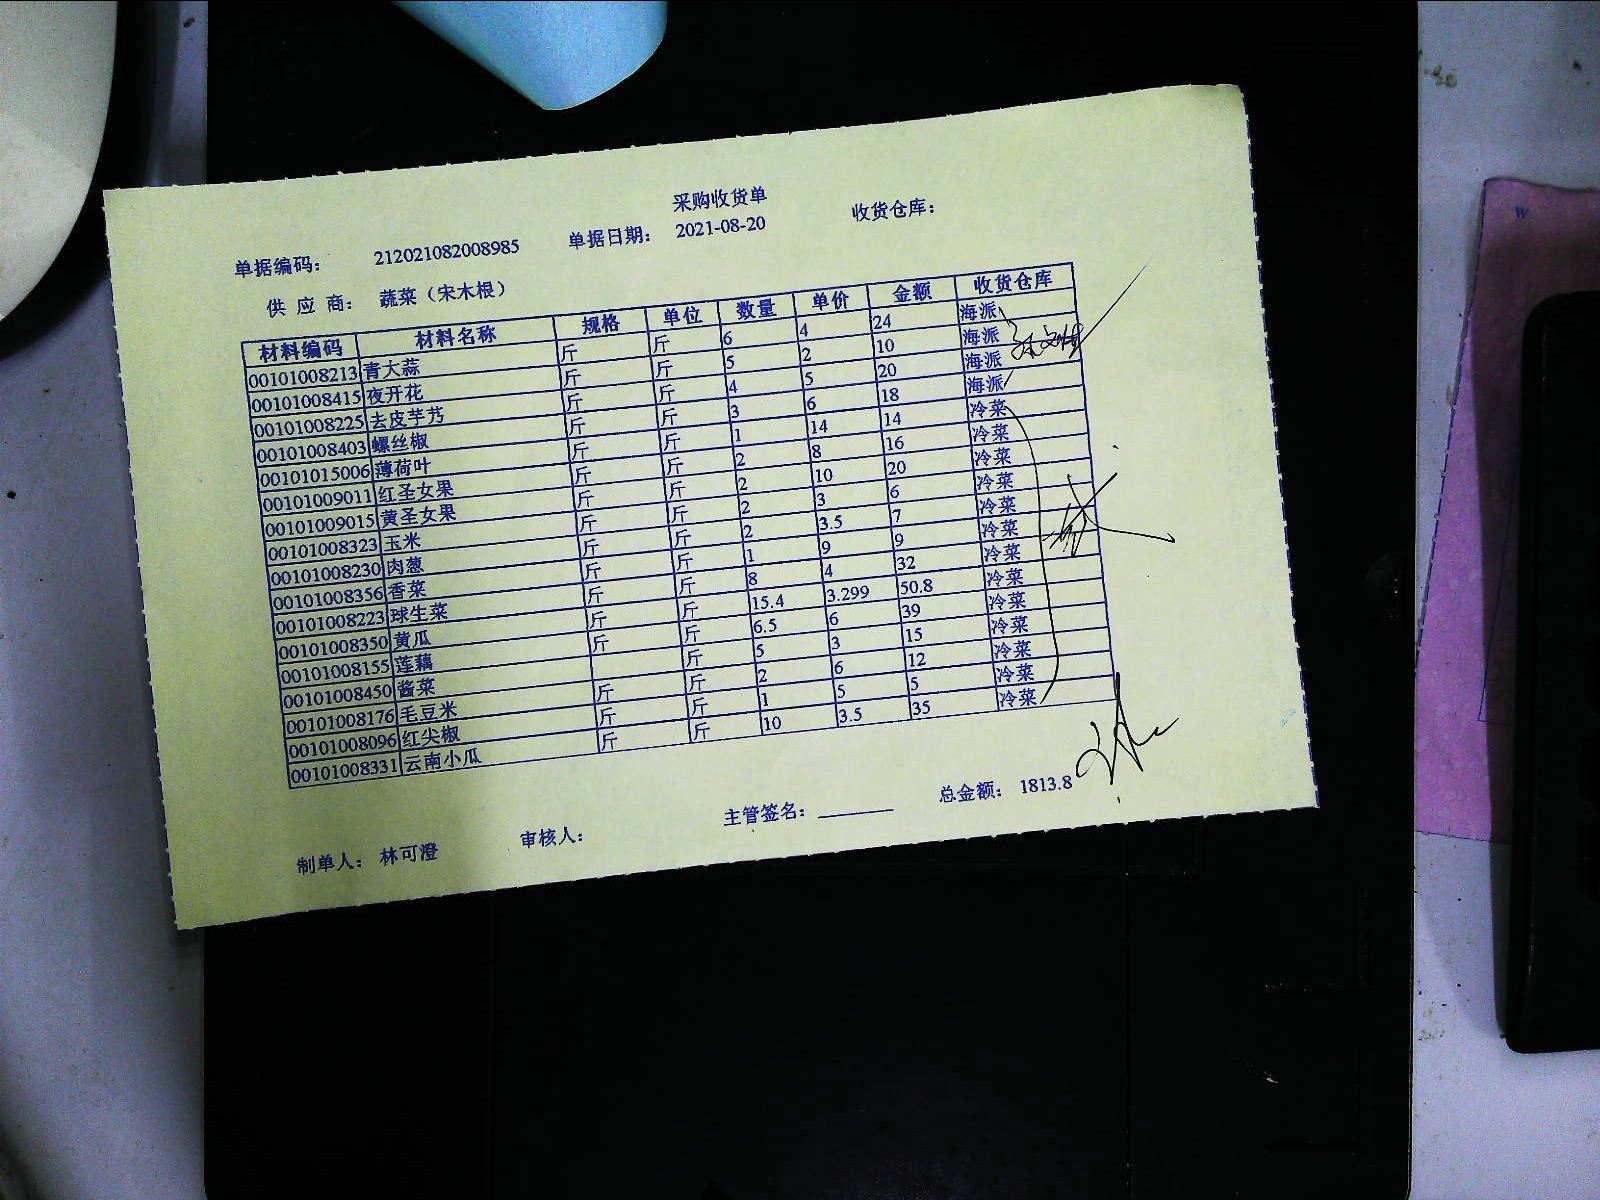 采购收货单
单据编码： 212021082008985 单据日期： 2021-08-20 收货仓库：
供 应 商： 蔬菜（宋木根）
材料编码 材料名称 规格 单位 数量 单价 金额 收货仓库
00101008213 青大蒜 斤 斤 6 4 24 海派
00101008415 夜开花 斤 斤 5 2 10 海派
00101008225 去皮芋艿 斤 斤 4 5 20 海派
00101008403 螺丝椒 斤 斤 3 6 18 海派
00101015006 薄荷叶 斤 斤 1 14 14 冷菜
00101009011 红圣女果 斤 斤 2 8 16 冷菜
00101009015 黄圣女果 斤 斤 2 10 20 冷菜
00101008323 玉米 斤 斤 2 3 6 冷菜
00101008230 肉葱 斤 斤 2 3.5 7 冷菜
00101008356 香菜 斤 斤 1 9 9 冷菜
00101008223 球生菜 斤 斤 8 4 32 冷菜
00101008350 黄瓜 斤 斤 15.4 3.299 50.8 冷菜
00101008155 莲藕 斤 斤 6.5 6 39 冷菜
00101008450 酱菜 斤 5 3 15 冷菜
00101008176 毛豆米 斤 斤 2 6 12 冷菜
00101008096 红尖椒 斤 斤 1 5 5 冷菜
00101008331 云南小瓜 斤 斤 10 3.5 35 冷菜
制单人： 林可澄 审核人： 主管签名： 总金额： 1813.8